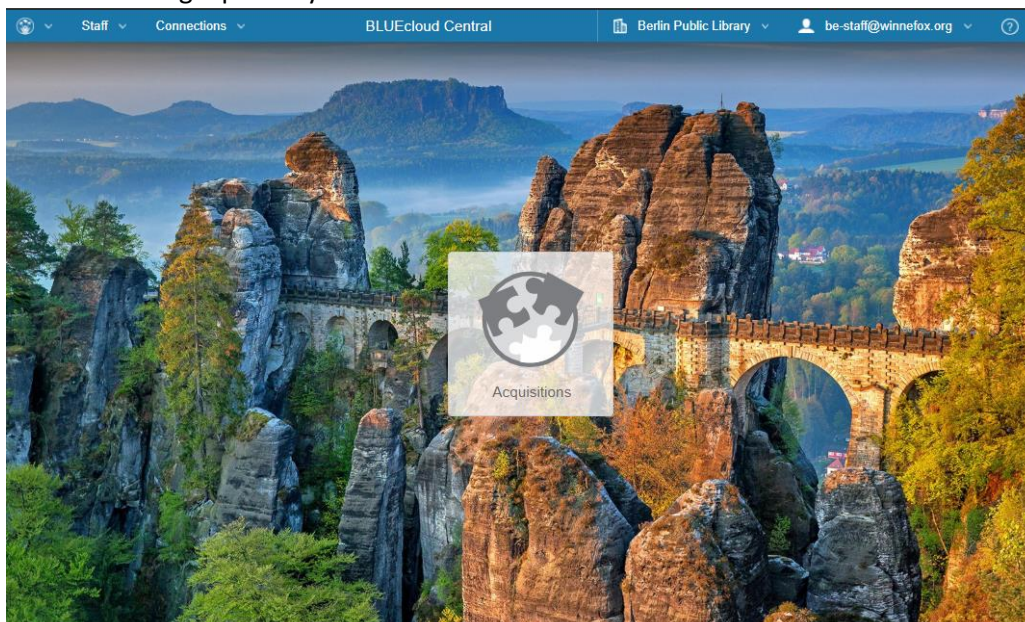 Staff
Connections
BLUEcloud Central
Berlin Public Library
be-staff@winnefox.org
?
Acquisitions